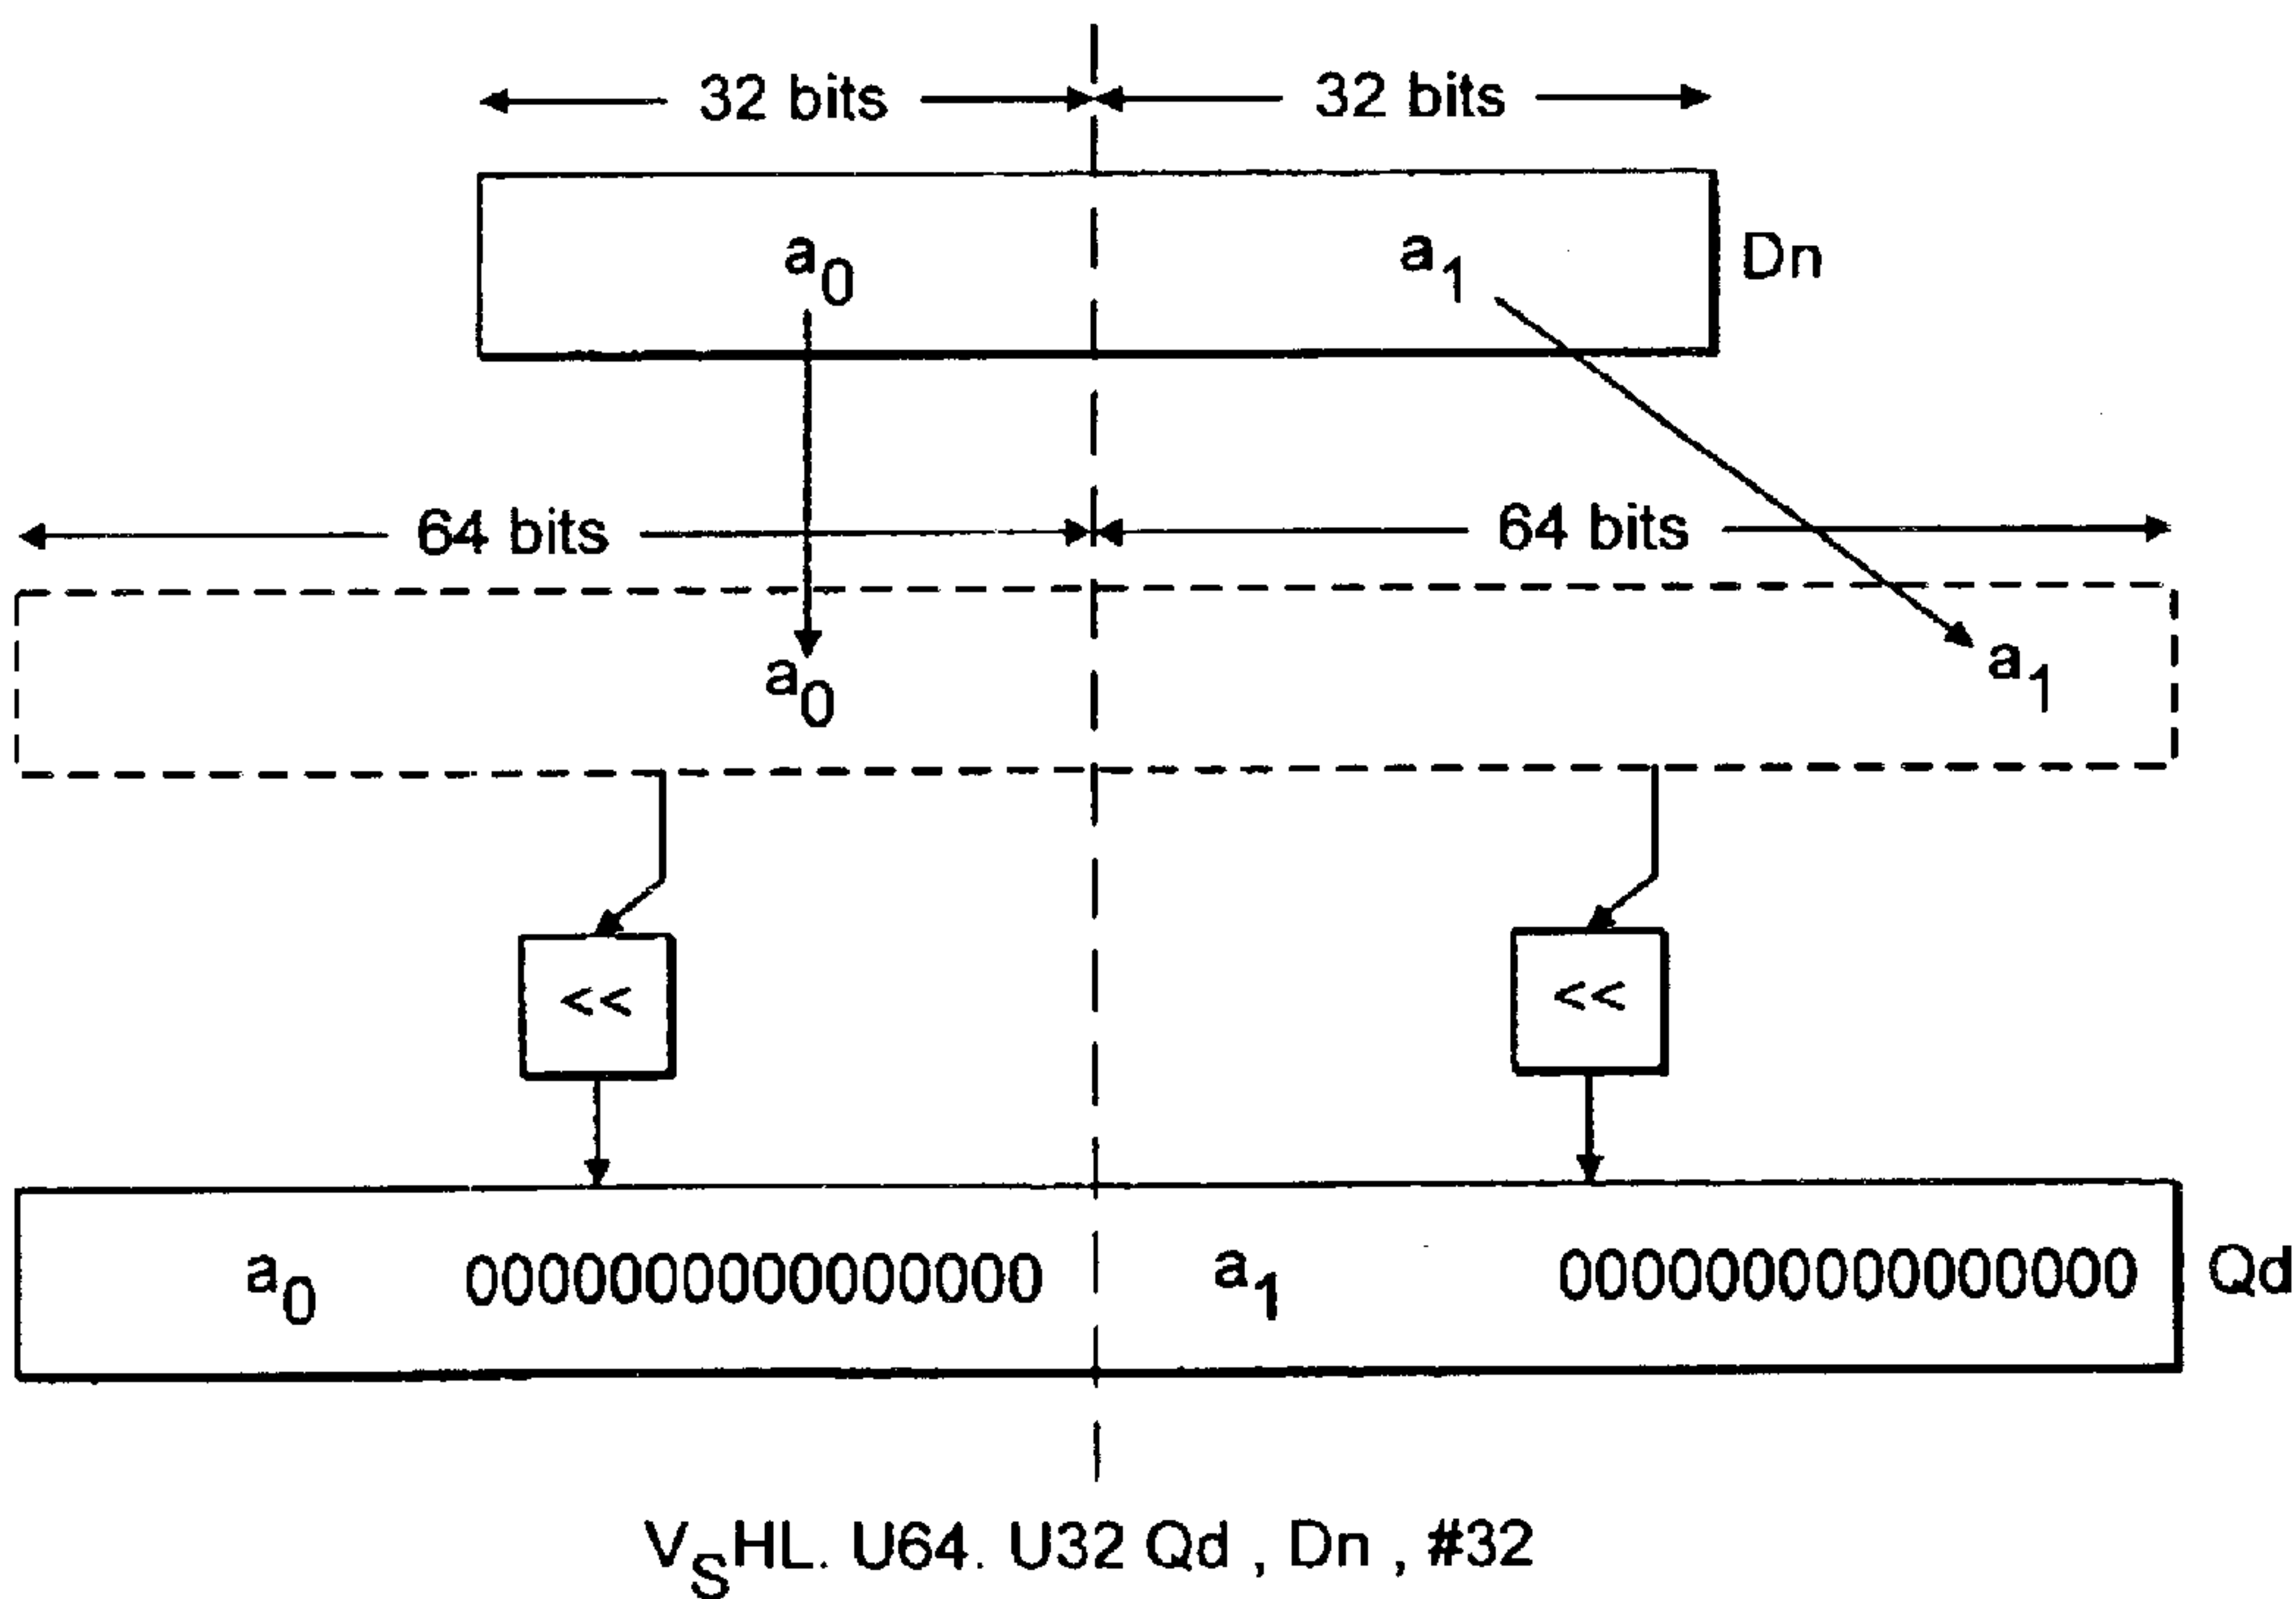 32 bits 32 bits
a0 a1 Dn
64 bits 64 bits
a0 a1
<< <<
a0 0000000000000000 a1 0000000000000000 Qd
VSHL. U64. U32 Qd , Dn , #32